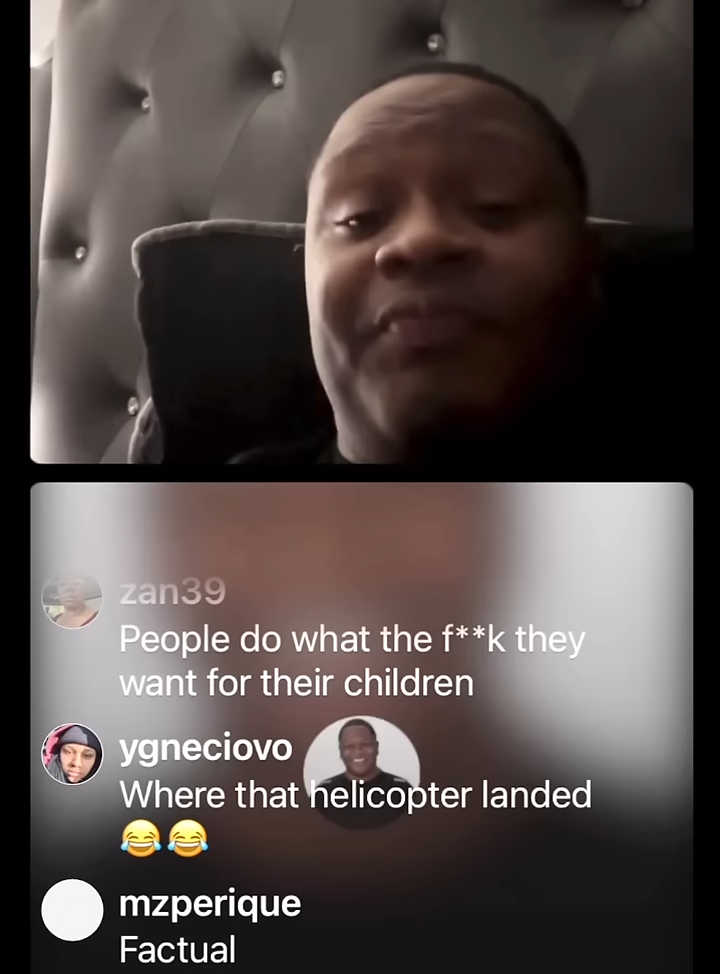 zan39
People do what the f**k they
want for their children
ygneciovo
Where that helicopter landed
😂😂
mzperique
Factual